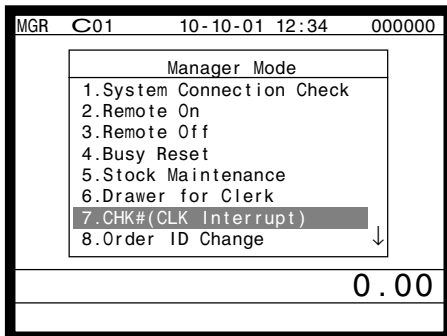 MGR C01 10-10-01 12:34 000000
Manager Mode
1.System Connection Check
2.Remote On
3.Remote Off
4.Busy Reset
5.Stock Maintenance
6.Drawer for Clerk
7.CHK#(CLK Interrupt)
8.Order ID Change ↓
0.00